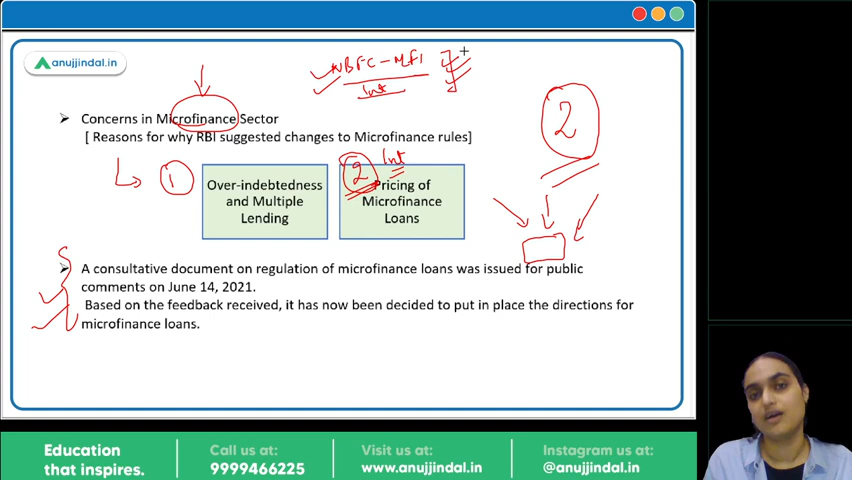 anujjindal.in
NBFC-MFI
Int
➤ Concerns in Microfinance Sector
[ Reasons for why RBI suggested changes to Microfinance rules]
1
2
Int
2
Over-indebtedness
and Multiple
Lending
Pricing of
Microfinance
Loans
➤ A consultative document on regulation of microfinance loans was issued for public
comments on June 14, 2021.
Based on the feedback received, it has now been decided to put in place the directions for
microfinance loans.
Education
that inspires.
Call us at:
9999466225
Visit us at:
www.anujjindal.in
Instagram us at:
@anujjindal.in